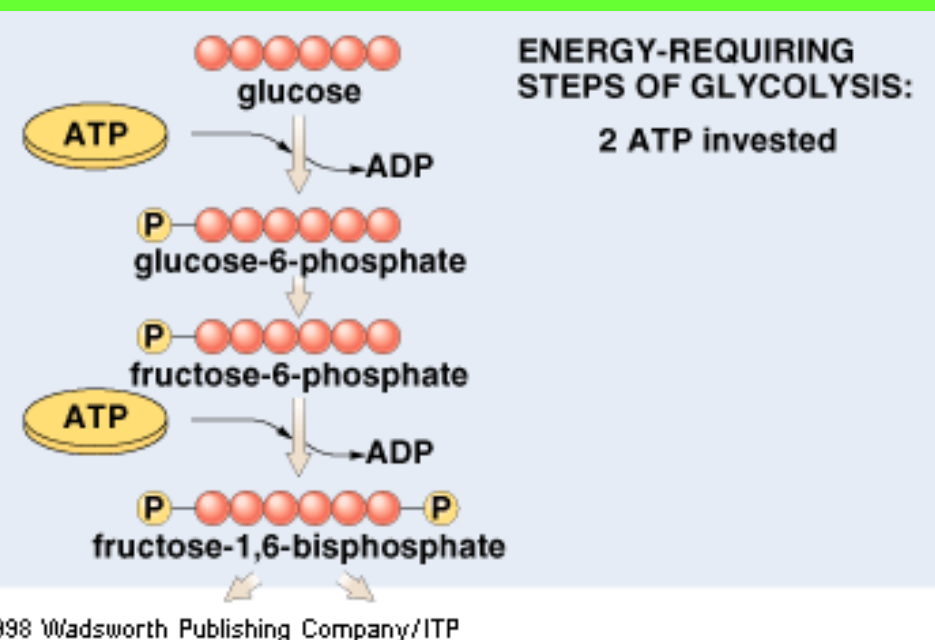 ENERGY-REQUIRING
STEPS OF GLYCOLYSIS:
2 ATP invested
glucose
ATP
ADP
P
glucose-6-phosphate
P
fructose-6-phosphate
ATP
ADP
P P
fructose-1,6-bisphosphate
998 Wadsworth Publishing Company/ITP